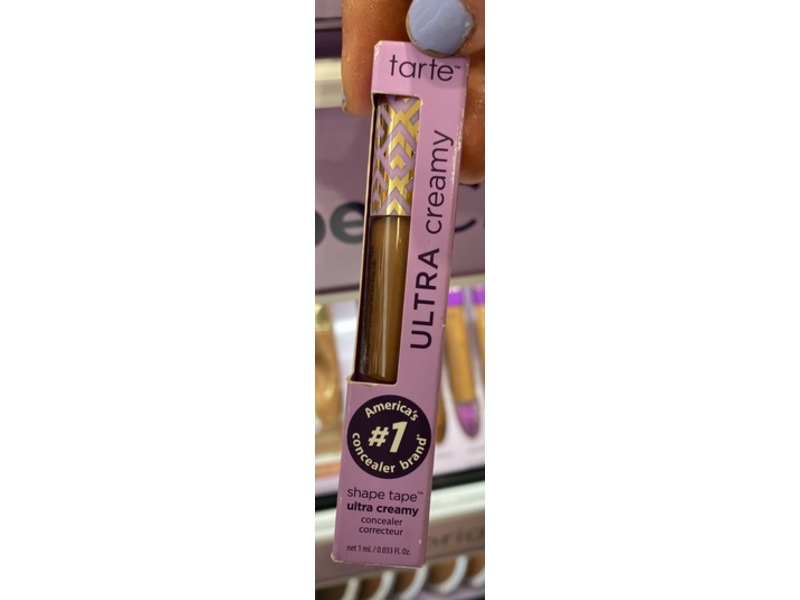 tarte™
ULTRA creamy
America's
#1
concealer brand*
shape tape™
ultra creamy
concealer
correcteur
net 1 mL / 0.033 Fl. Oz.